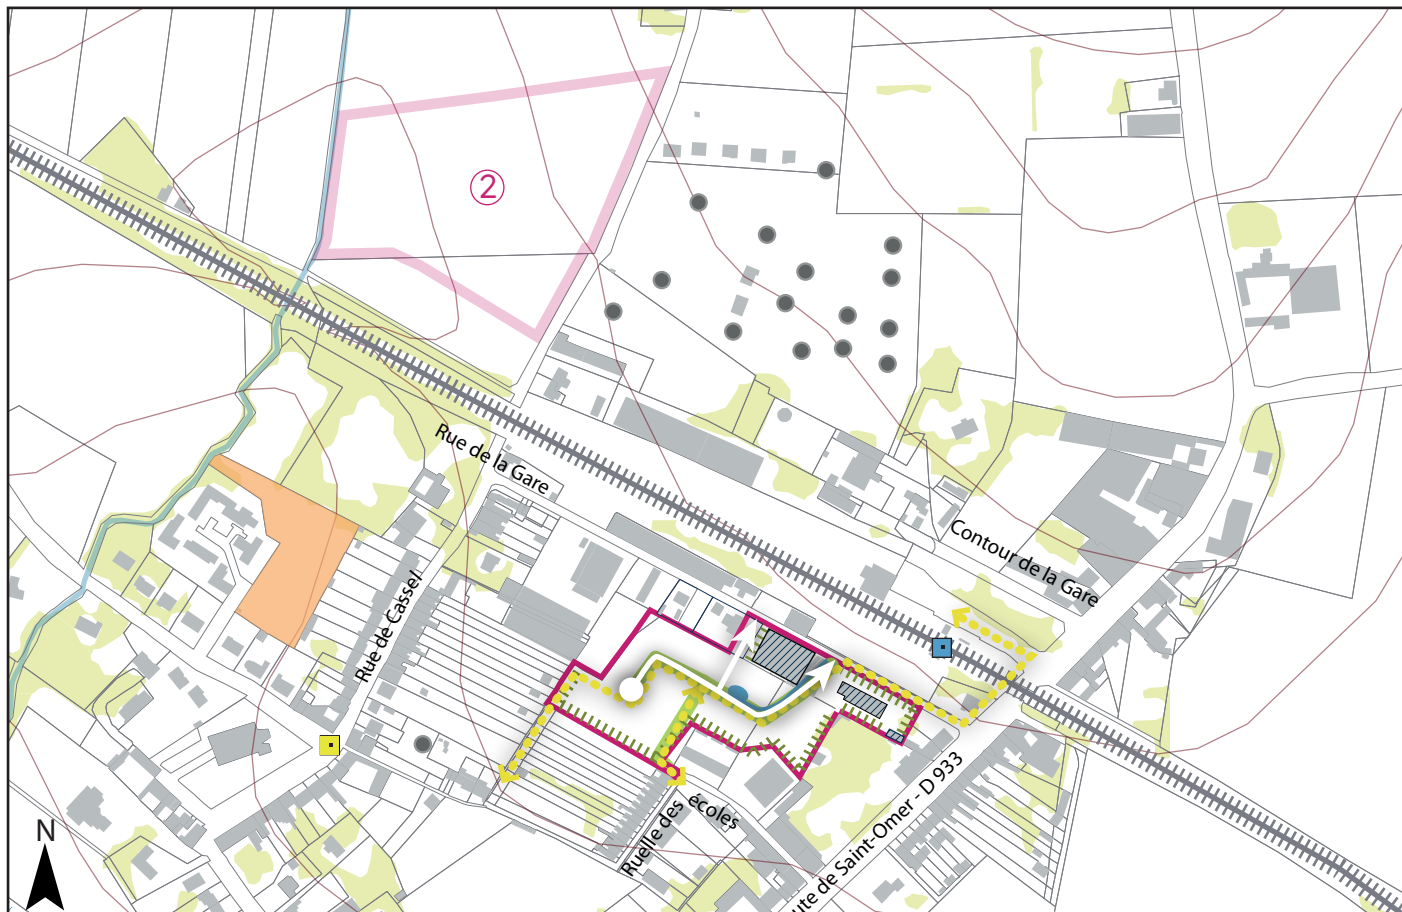 2
Rue de la Gare
Contour de la Gare
Rue de Cassel
Ruelle des écoles
ute de Saint-Omer - D 933
N